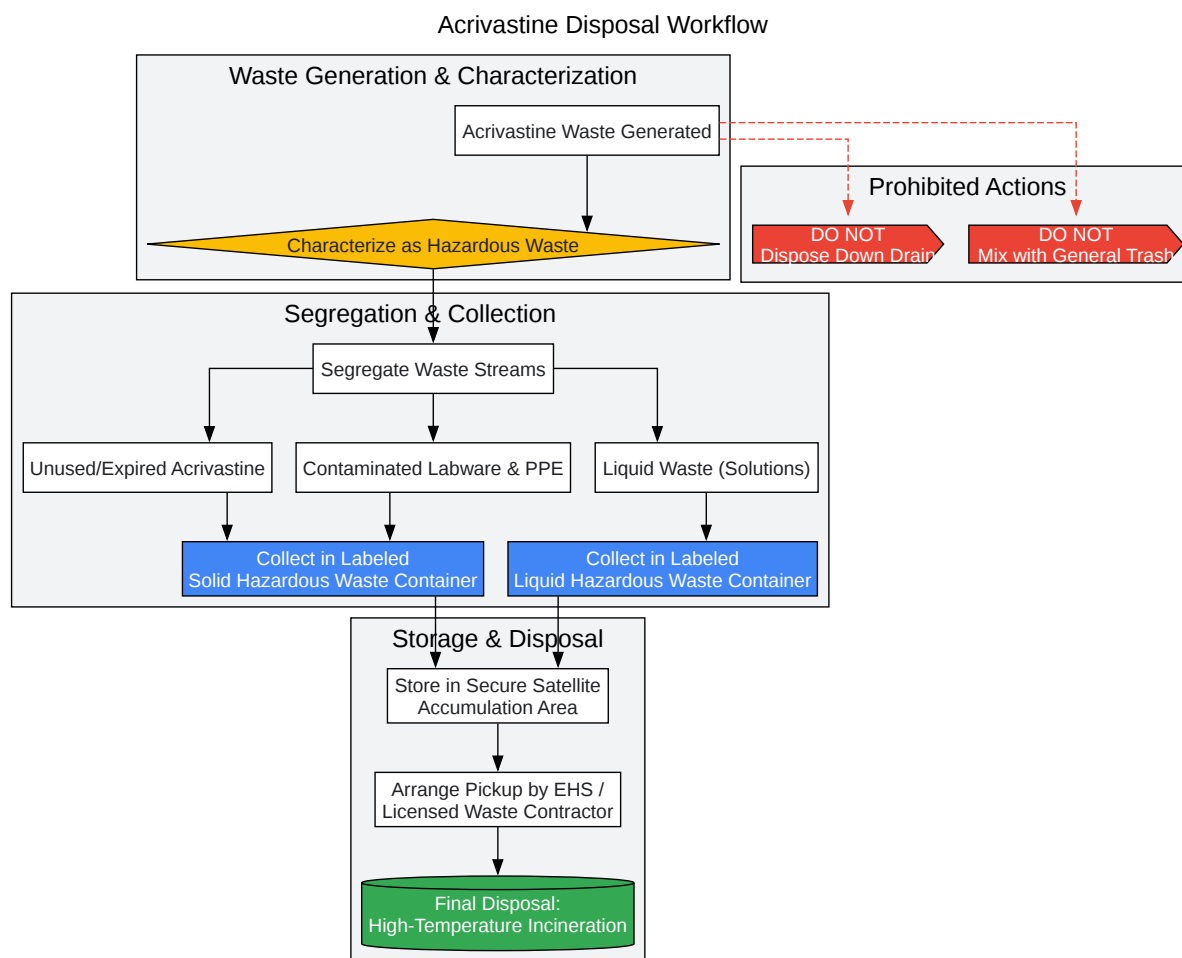 Acrivastine Disposal Workflow
Waste Generation & Characterization
Acrivastine Waste Generated
Prohibited Actions
DO NOT
Dispose Down Drain
DO NOT
Mix with General Trash
Characterize as Hazardous Waste
Segregation & Collection
Segregate Waste Streams
Unused/Expired Acrivastine
Contaminated Labware & PPE
Liquid Waste (Solutions)
Collect in Labeled
Solid Hazardous Waste Container
Collect in Labeled
Liquid Hazardous Waste Container
Storage & Disposal
Store in Secure Satellite
Accumulation Area
Arrange Pickup by EHS /
Licensed Waste Contractor
Final Disposal:
High-Temperature Incineration